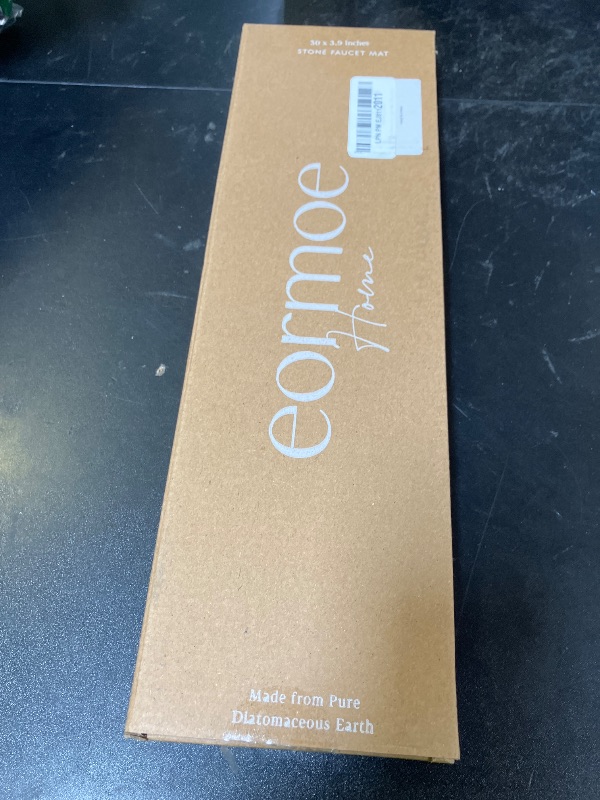 STONE FAUCET MAT
eormoe
Home
Made from Pure
Diatomaceous Earth